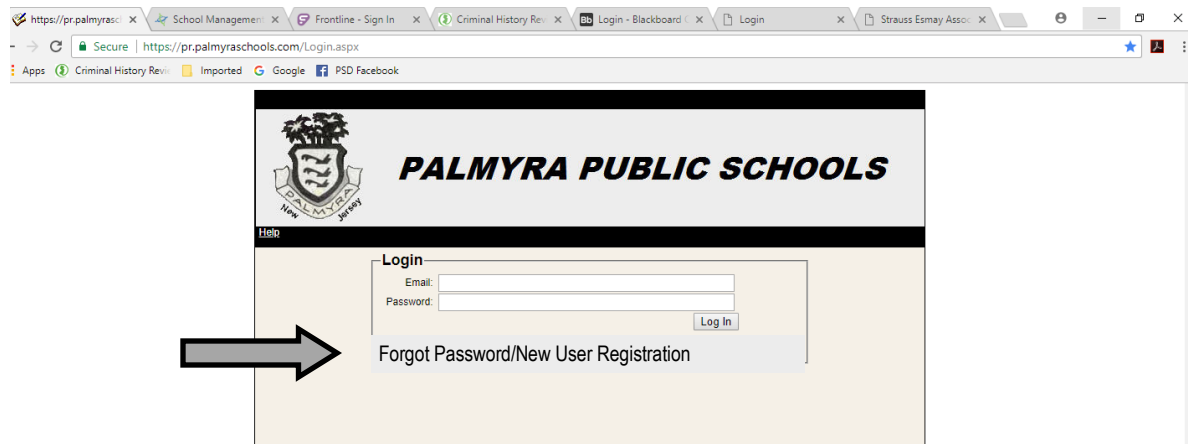 https://pr.palmyrascl School Management Frontline - Sign In Criminal History Rev Bb Login - Blackboard Login Strauss Esmay Assoc
Secure | https://pr.palmyraschools.com/Login.aspx
Apps Criminal History Revi Imported G Google f PSD Facebook
PALMYRA PUBLIC SCHOOLS
PALMYRA
New Jersey
Help
Login
Email:
Password:
Log In
Forgot Password/New User Registration